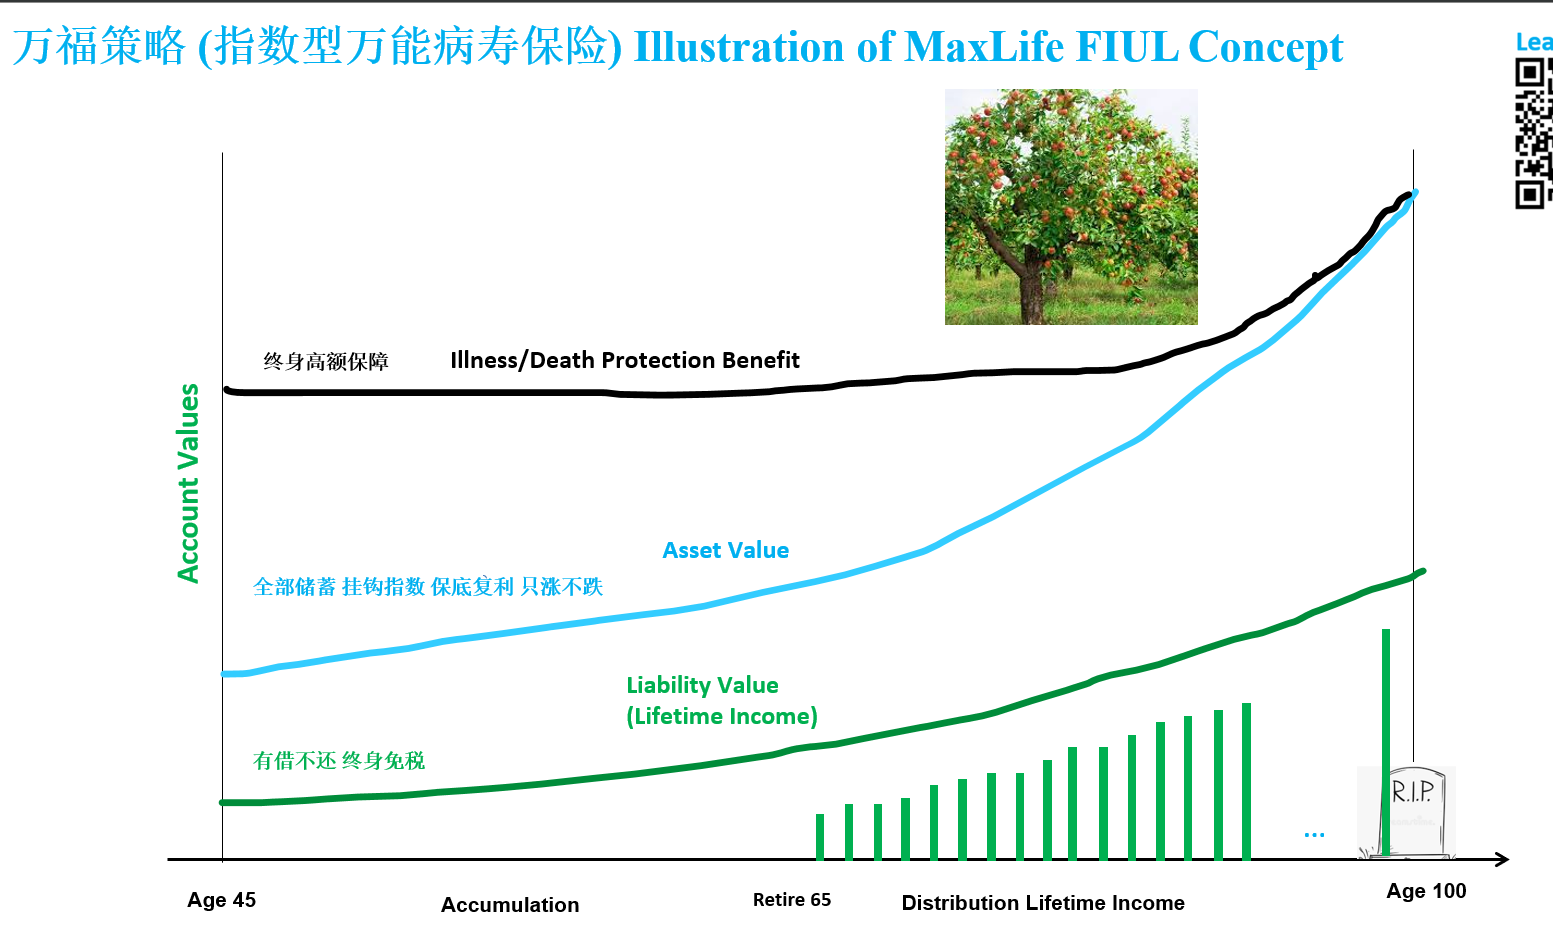 万福策略 (指数型万能病寿保险) Illustration of MaxLife FIUL Concept
Lea
终身高额保障
Illness/Death Protection Benefit
Account Values
Asset Value
全部储蓄 挂钩指数 保底复利 只涨不跌
Liability Value
(Lifetime Income)
有借不还 终身免税
...
R.I.P.
Age 45
Accumulation
Retire 65
Distribution Lifetime Income
Age 100